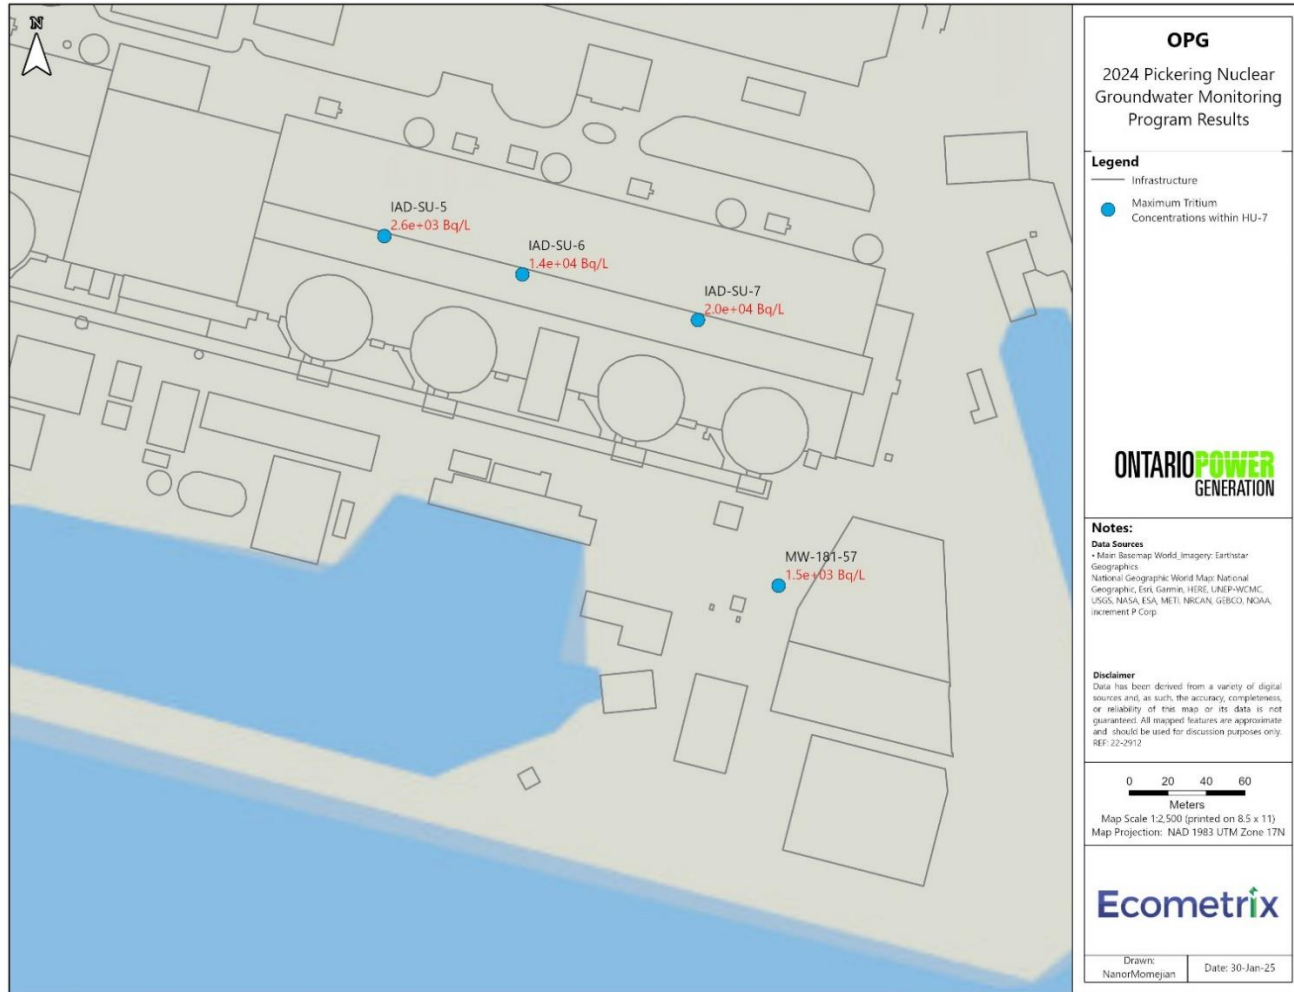 N
IAD-SU-5
2.6e+03 Bq/L
IAD-SU-6
1.4e+04 Bq/L
IAD-SU-7
2.0e+04 Bq/L
MW-181-57
1.5e+03 Bq/L
OPG
2024 Pickering Nuclear
Groundwater Monitoring
Program Results
Legend
Infrastructure
Maximum Tritium
Concentrations within HU-7
ONTARIOPOWER
GENERATION
Notes:
Data Sources
• Main Basemap World_Imagery: Earthstar
Geographics
National Geographic World Map: National
Geographic, Esri, Garmin, HERE, UNEP-WCMC,
USGS, NASA, ESA, METI, NRCAN, GEBCO, NOAA,
increment P Corp.
Disclaimer
Data has been derived from a variety of digital
sources and, as such, the accuracy, completeness,
or reliability of this map or its data is not
guaranteed. All mapped features are approximate
and should be used for discussion purposes only.
REF: 22-2912
0 20 40 60
Meters
Map Scale 1:2,500 (printed on 8.5 x 11)
Map Projection: NAD 1983 UTM Zone 17N
Ecometrix
Drawn:
NanorMomejian
Date: 30-Jan-25